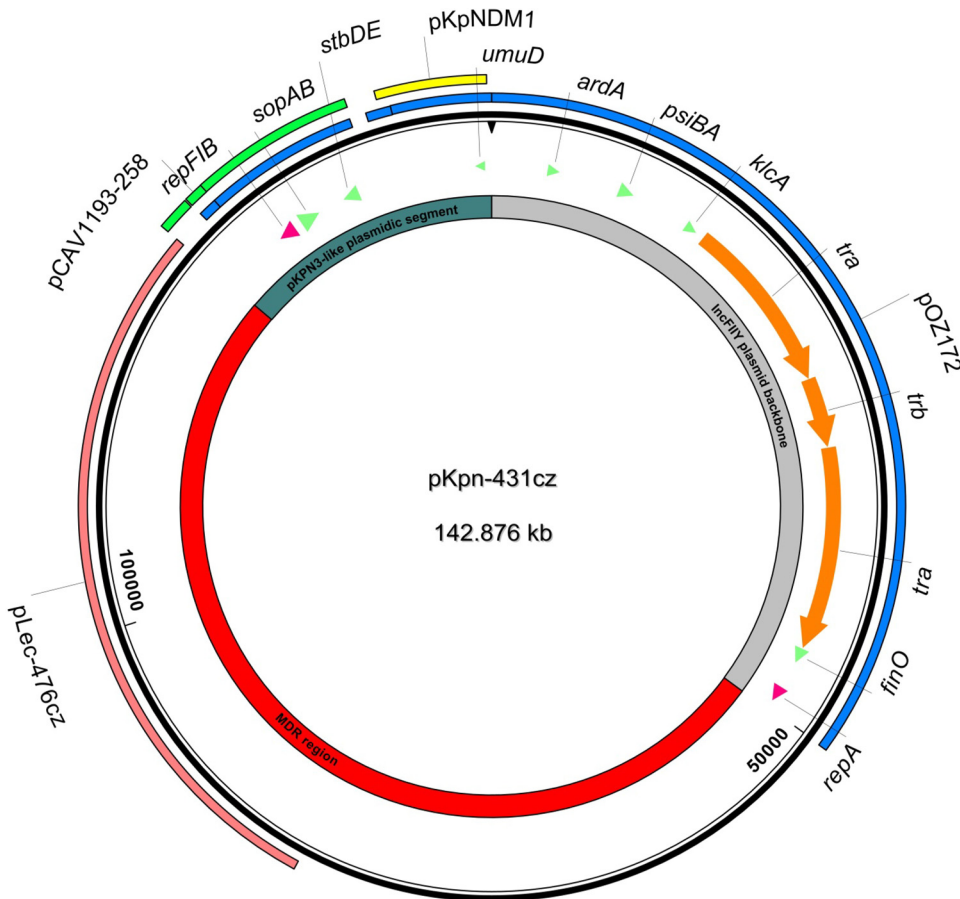 pKpNDM1
stbDE
umuD
ardA
sopAB
psiBA
repFIB
klcA
pCAV1193-258
pKPN3-like plasmidic segment
tra
IncFIIY plasmid backbone
pOZ172
trb
pKpn-431cz
142.876 kb
tra
100000
pLec-476cz
finO
MDR region
50000
repA